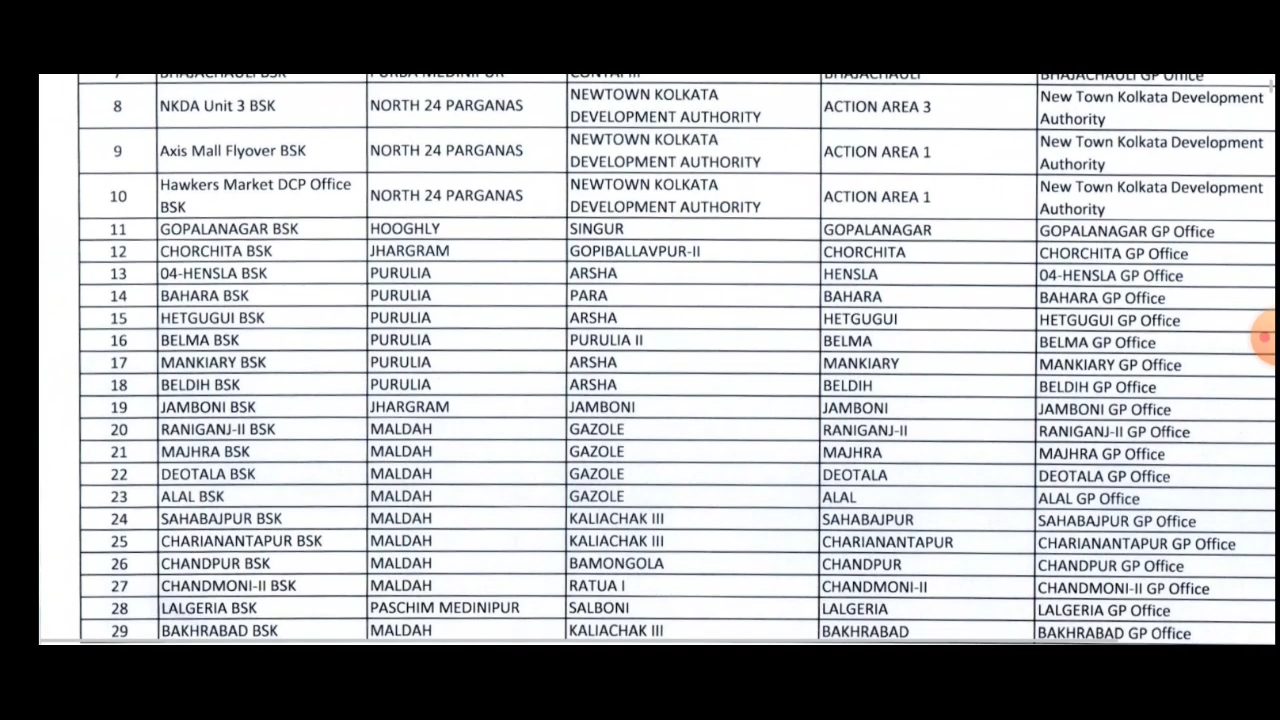 7 BHAJACHAULI BSK PURBA MEDINIPUR CONTAI III BHAJACHAULI BHAJACHAULI GP Office
8 NKDA Unit 3 BSK NORTH 24 PARGANAS NEWTOWN KOLKATA DEVELOPMENT AUTHORITY ACTION AREA 3 New Town Kolkata Development Authority
9 Axis Mall Flyover BSK NORTH 24 PARGANAS NEWTOWN KOLKATA DEVELOPMENT AUTHORITY ACTION AREA 1 New Town Kolkata Development Authority
10 Hawkers Market DCP Office BSK NORTH 24 PARGANAS NEWTOWN KOLKATA DEVELOPMENT AUTHORITY ACTION AREA 1 New Town Kolkata Development Authority
11 GOPALANAGAR BSK HOOGHLY SINGUR GOPALANAGAR GOPALANAGAR GP Office
12 CHORCHITA BSK JHARGRAM GOPIBALLAVPUR-II CHORCHITA CHORCHITA GP Office
13 04-HENSLA BSK PURULIA ARSHA HENSLA 04-HENSLA GP Office
14 BAHARA BSK PURULIA PARA BAHARA BAHARA GP Office
15 HETGUGUI BSK PURULIA ARSHA HETGUGUI HETGUGUI GP Office
16 BELMA BSK PURULIA PURULIA II BELMA BELMA GP Office
17 MANKIARY BSK PURULIA ARSHA MANKIARY MANKIARY GP Office
18 BELDIH BSK PURULIA ARSHA BELDIH BELDIH GP Office
19 JAMBONI BSK JHARGRAM JAMBONI JAMBONI JAMBONI GP Office
20 RANIGANJ-II BSK MALDAH GAZOLE RANIGANJ-II RANIGANJ-II GP Office
21 MAJHRA BSK MALDAH GAZOLE MAJHRA MAJHRA GP Office
22 DEOTALA BSK MALDAH GAZOLE DEOTALA DEOTALA GP Office
23 ALAL BSK MALDAH GAZOLE ALAL ALAL GP Office
24 SAHABAJPUR BSK MALDAH KALIACHAK III SAHABAJPUR SAHABAJPUR GP Office
25 CHARIANANTAPUR BSK MALDAH KALIACHAK III CHARIANANTAPUR CHARIANANTAPUR GP Office
26 CHANDPUR BSK MALDAH BAMONGOLA CHANDPUR CHANDPUR GP Office
27 CHANDMONI-II BSK MALDAH RATUA I CHANDMONI-II CHANDMONI-II GP Office
28 LALGERIA BSK PASCHIM MEDINIPUR SALBONI LALGERIA LALGERIA GP Office
29 BAKHRABAD BSK MALDAH KALIACHAK III BAKHRABAD BAKHRABAD GP Office